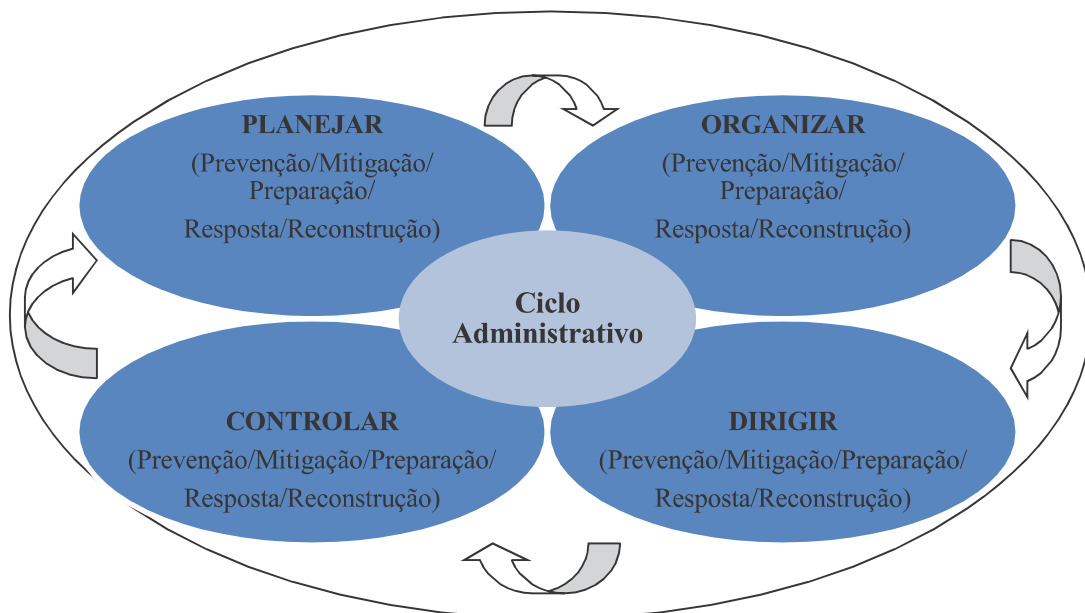 PLANEJAR
(Prevenção/Mitigação/
Preparação/
Resposta/Reconstrução)
ORGANIZAR
(Prevenção/Mitigação/
Preparação/
Resposta/Reconstrução)
Ciclo
Administrativo
CONTROLAR
(Prevenção/Mitigação/Preparação/
Resposta/Reconstrução)
DIRIGIR
(Prevenção/Mitigação/Preparação/
Resposta/Reconstrução)